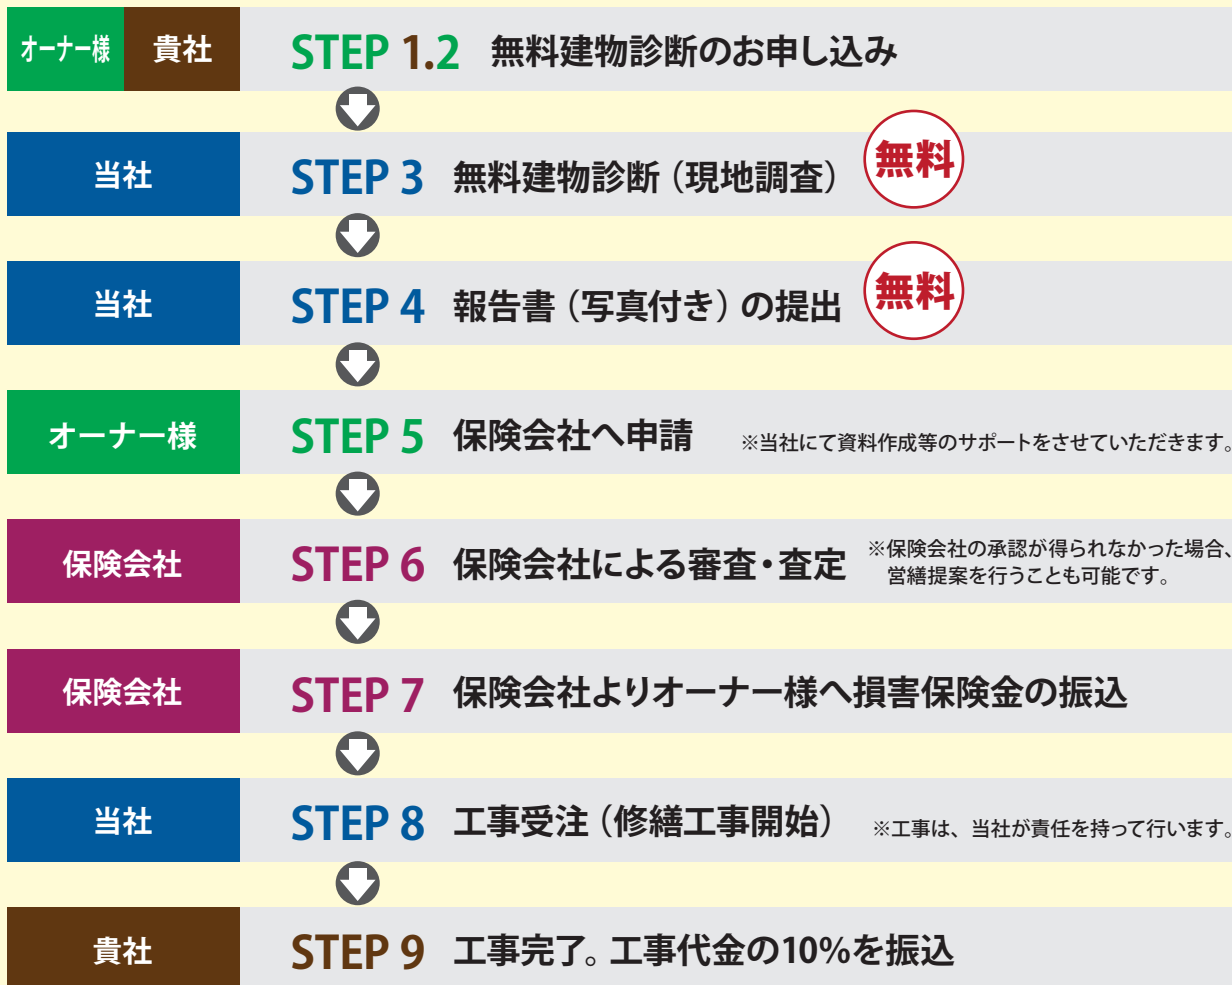 オーナー様 貴社 STEP 1.2 無料建物診断のお申し込み
当社 STEP 3 無料建物診断（現地調査） 無料
当社 STEP 4 報告書（写真付き）の提出 無料
オーナー様 STEP 5 保険会社へ申請 ※当社にて資料作成等のサポートをさせていただきます。
保険会社 STEP 6 保険会社による審査・査定 ※保険会社の承認が得られなかった場合、
営繕提案を行うことも可能です。
保険会社 STEP 7 保険会社よりオーナー様へ損害保険金の振込
当社 STEP 8 工事受注（修繕工事開始） ※工事は、当社が責任を持って行います。
貴社 STEP 9 工事完了。工事代金の10%を振込